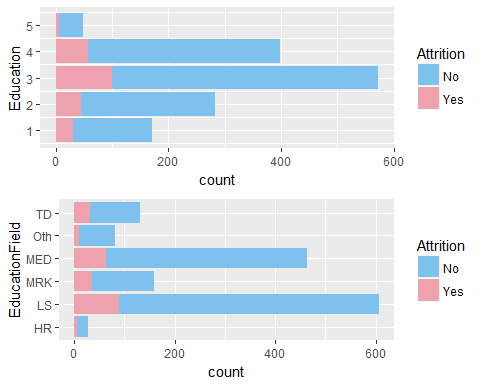 Education
5
4
3
2
1
0
200
400
600
count
Attrition
No
Yes
EducationField
TD
Oth
MED
MRK
LS
HR
0
200
400
600
count
Attrition
No
Yes